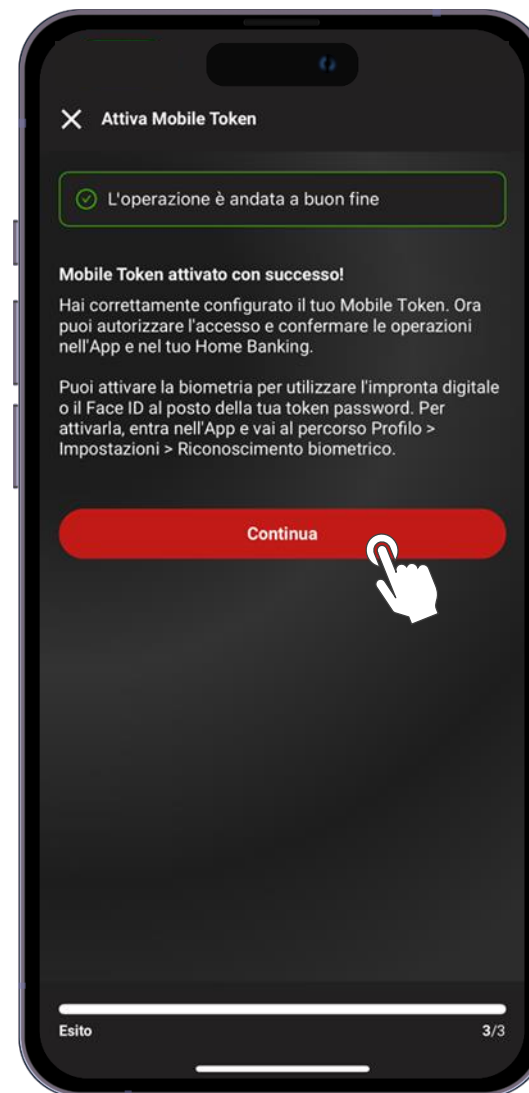 Attiva Mobile Token
L'operazione è andata a buon fine
Mobile Token attivato con successo!
Hai correttamente configurato il tuo Mobile Token. Ora
puoi autorizzare l'accesso e confermare le operazioni
nell'App e nel tuo Home Banking.
Puoi attivare la biometria per utilizzare l'impronta digitale
o il Face ID al posto della tua token password. Per
attivarla, entra nell'App e vai al percorso Profilo >
Impostazioni > Riconoscimento biometrico.
Continua
Esito 3/3